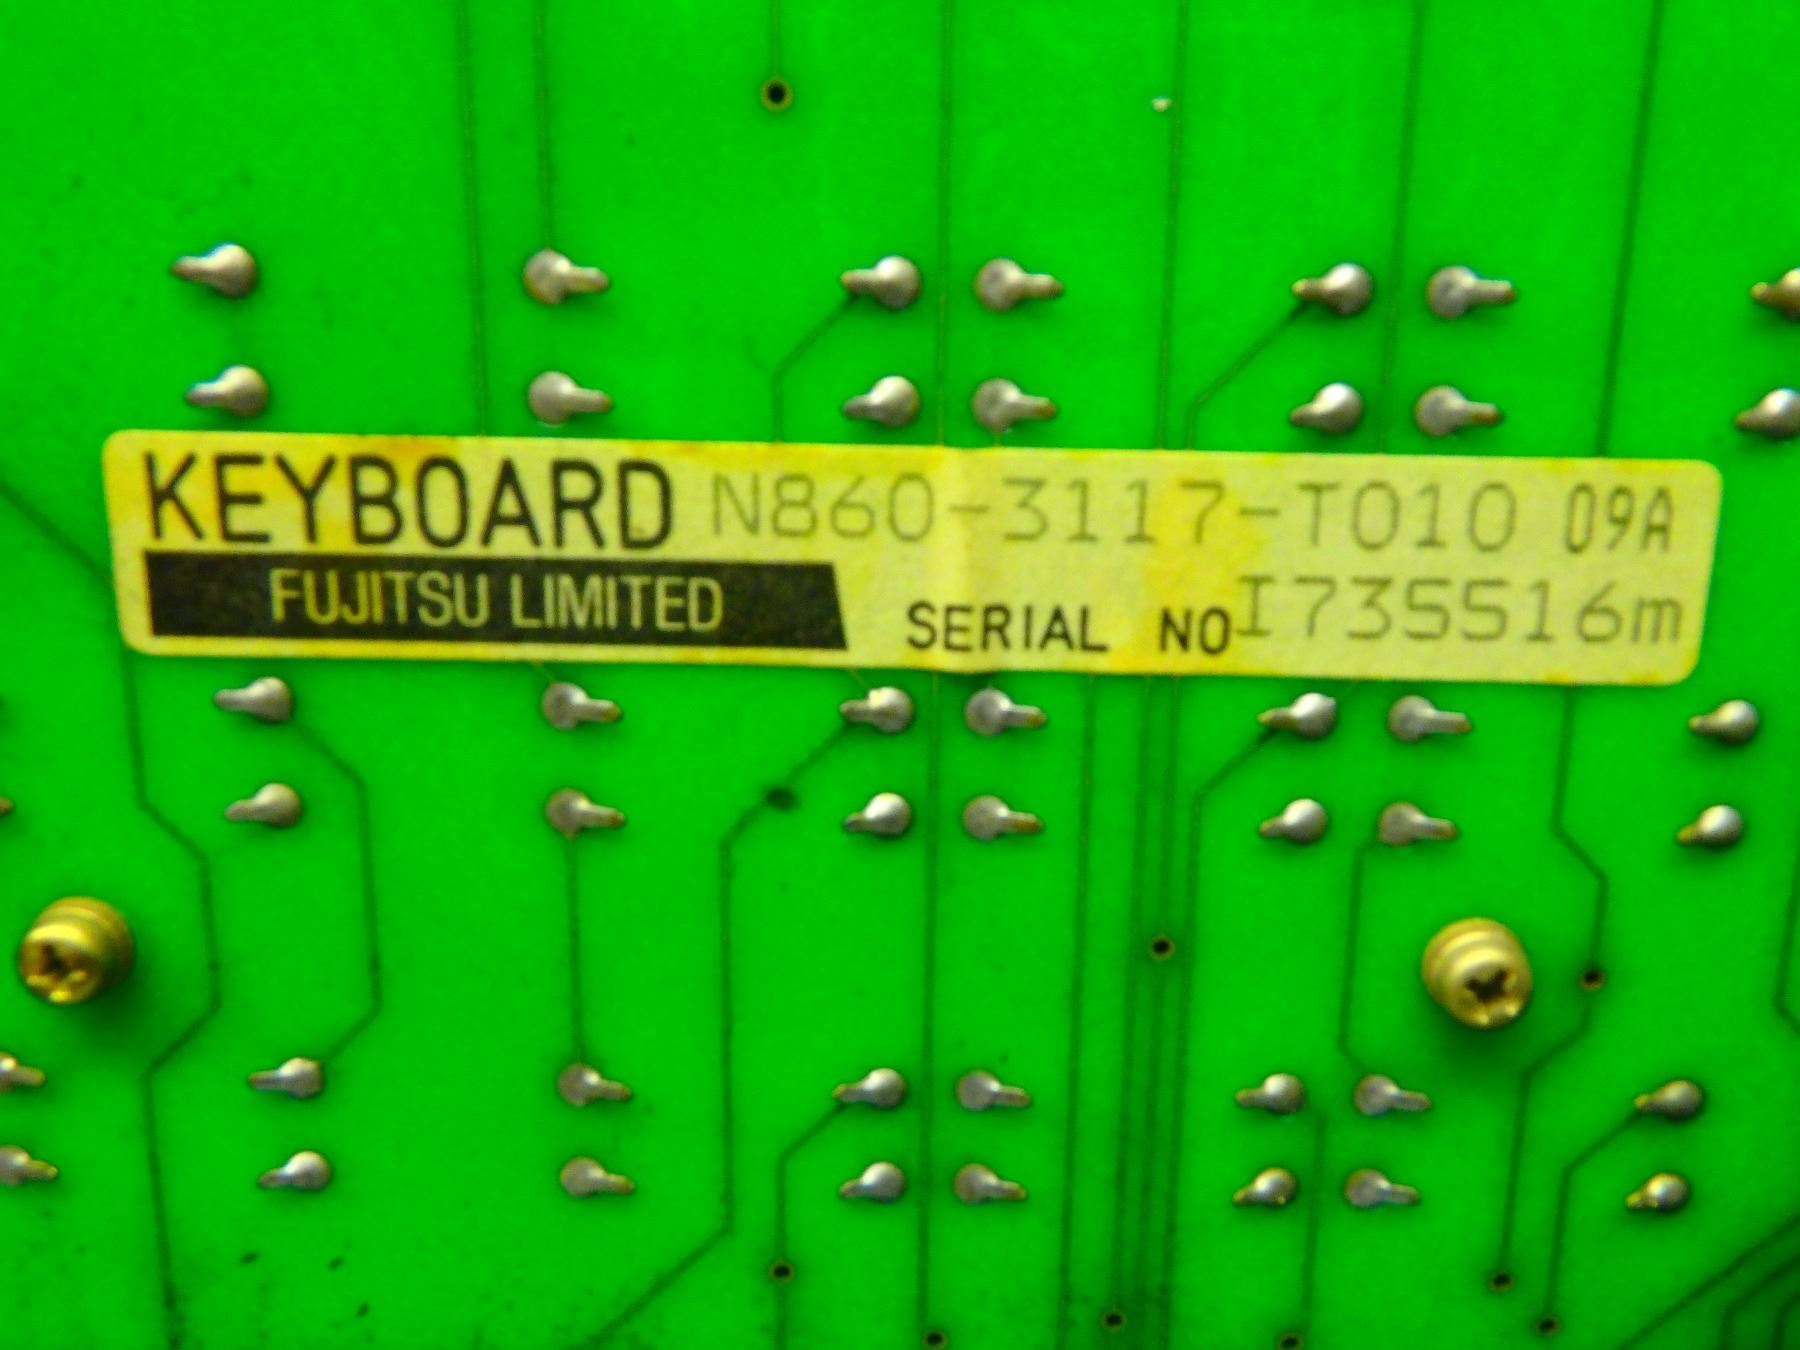 KEYBOARD N860-3117-T010 09A
FUJITSU LIMITED SERIAL NO I735516m